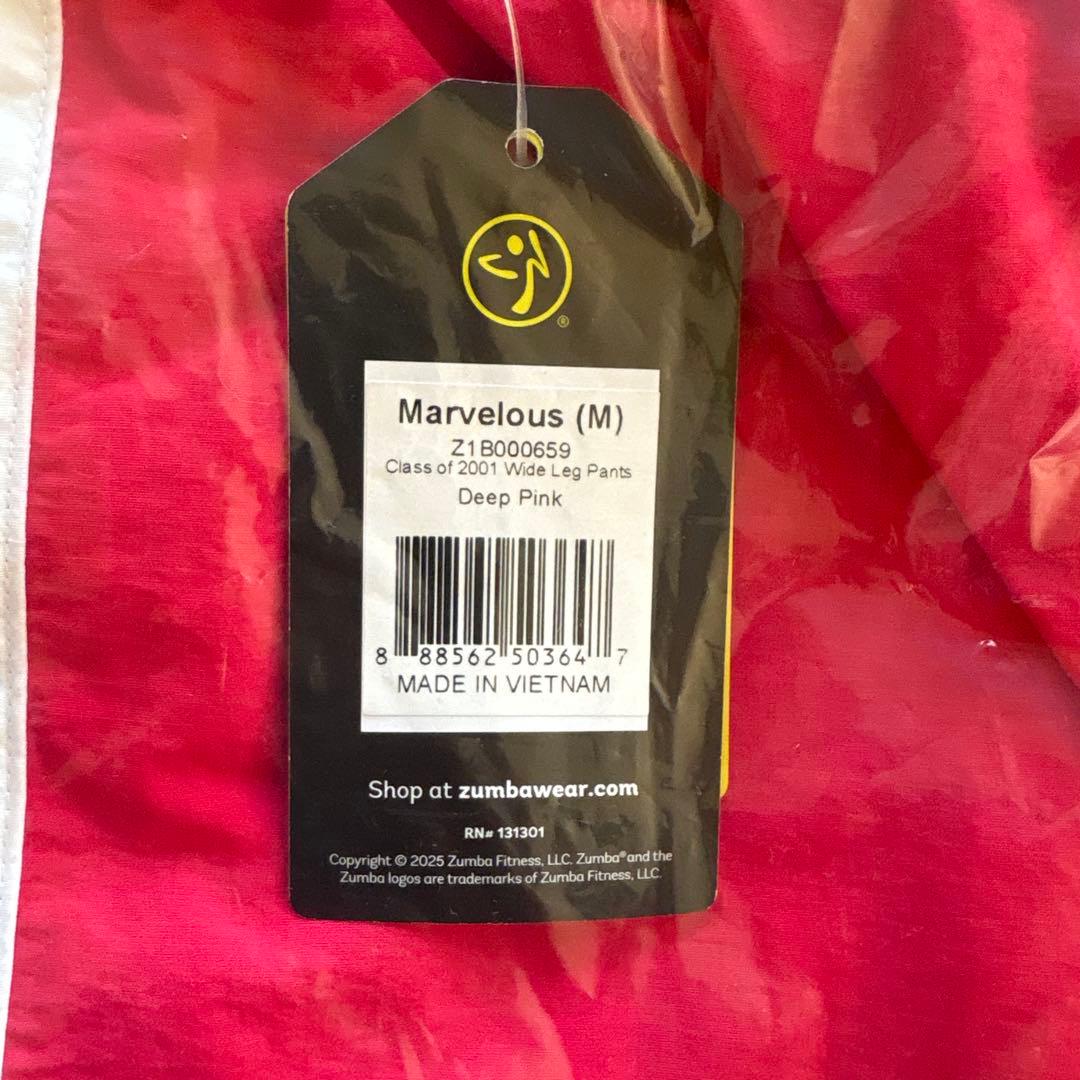 ®
Marvelous (M)
Z1B000659
Class of 2001 Wide Leg Pants
Deep Pink
8 88562 50364 7
MADE IN VIETNAM
Shop at zumbawear.com
RN# 131301
Copyright © 2025 Zumba Fitness, LLC. Zumba® and the
Zumba logos are trademarks of Zumba Fitness, LLC.